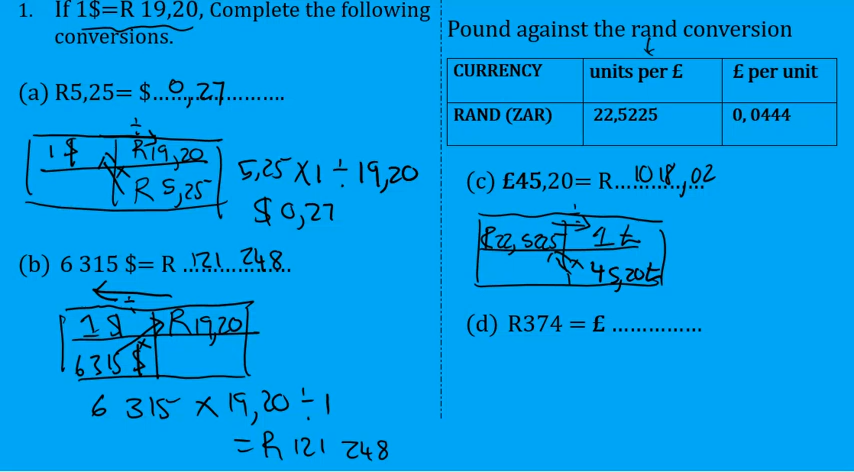 1. If 1$=R 19,20, Complete the following
conversions.
(a) R5,25= $...0,27...................
÷
1 $ R19,20
× R 5,25
5,25 × 1 ÷ 19,20
$ 0,27
(b) 6 315 $= R ...121 248...
÷
1 $ R19,20
6315 $ ×
6 315 × 19,20 ÷ 1
= R 121 248
Pound against the rand conversion
CURRENCY units per £ £ per unit
RAND (ZAR) 22,5225 0, 0444
(c) £45,20= R...1018,02
÷
R22,5225 1 £
× 45,20£
(d) R374 = £ ...............